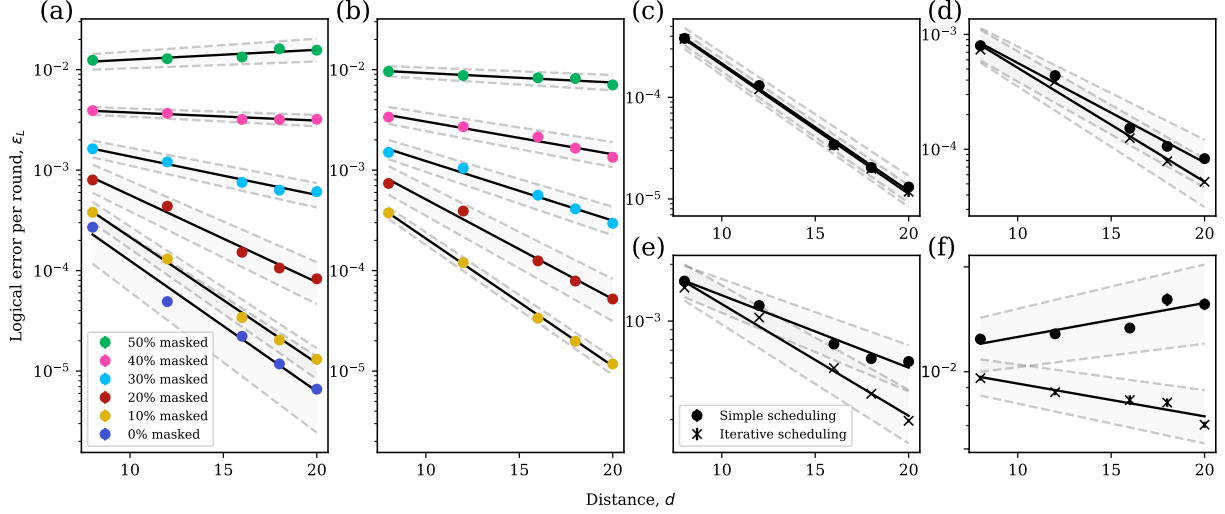 (a) (b) (c) (d)
Logical error per round, ε_L
10⁻²
10⁻³
10⁻⁴
10⁻⁵
50% masked
40% masked
30% masked
20% masked
10% masked
0% masked
10 15 20
10⁻²
10⁻³
10⁻⁴
10⁻⁵
10 15 20
10⁻⁴
10⁻⁵
10 15 20
10⁻³
10⁻⁴
10 15 20
(e) (f)
10⁻³
Simple scheduling
Iterative scheduling
10 15 20
10⁻²
10 15 20
Distance, d